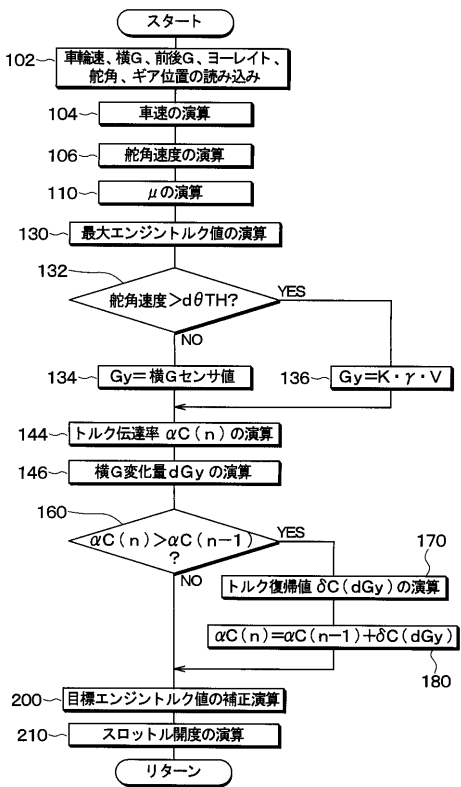 スタート
102
車輪速、横G、前後G、ヨーレイト、
舵角、ギア位置の読み込み
104
車速の演算
106
舵角速度の演算
110
μの演算
130
最大エンジントルク値の演算
132
舵角速度>dθTH?
YES
NO
134
Gy=横Gセンサ値
136
Gy=K・γ・V
144
トルク伝達率 αC(n)の演算
146
横G変化量dGyの演算
160
αC(n)>αC(n-1)
?
YES
NO
170
トルク復帰値 δC(dGy)の演算
αC(n)=αC(n-1)+δC(dGy)
180
200
目標エンジントルク値の補正演算
210
スロットル開度の演算
リターン